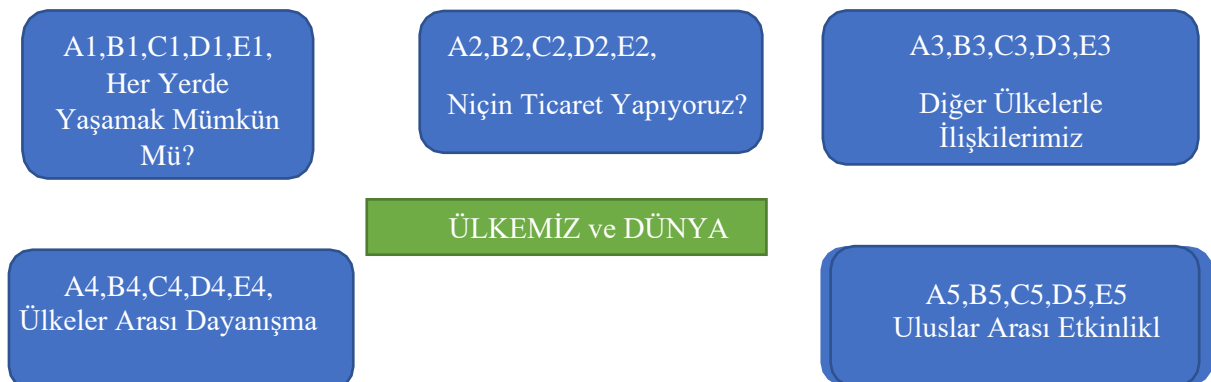 A1,B1,C1,D1,E1,
Her Yerde
Yaşamak Mümkün
Mü?
A2,B2,C2,D2,E2,
Niçin Ticaret Yapıyoruz?
A3,B3,C3,D3,E3
Diğer Ülkelerle
İlişkilerimiz
ÜLKEMİZ ve DÜNYA
A4,B4,C4,D4,E4,
Ülkeler Arası Dayanışma
A5,B5,C5,D5,E5
Uluslar Arası Etkinlikl